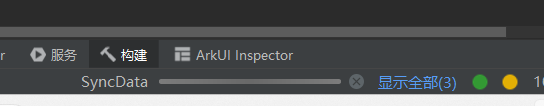 r 服务 构建 ArkUI Inspector
SyncData 显示全部(3)